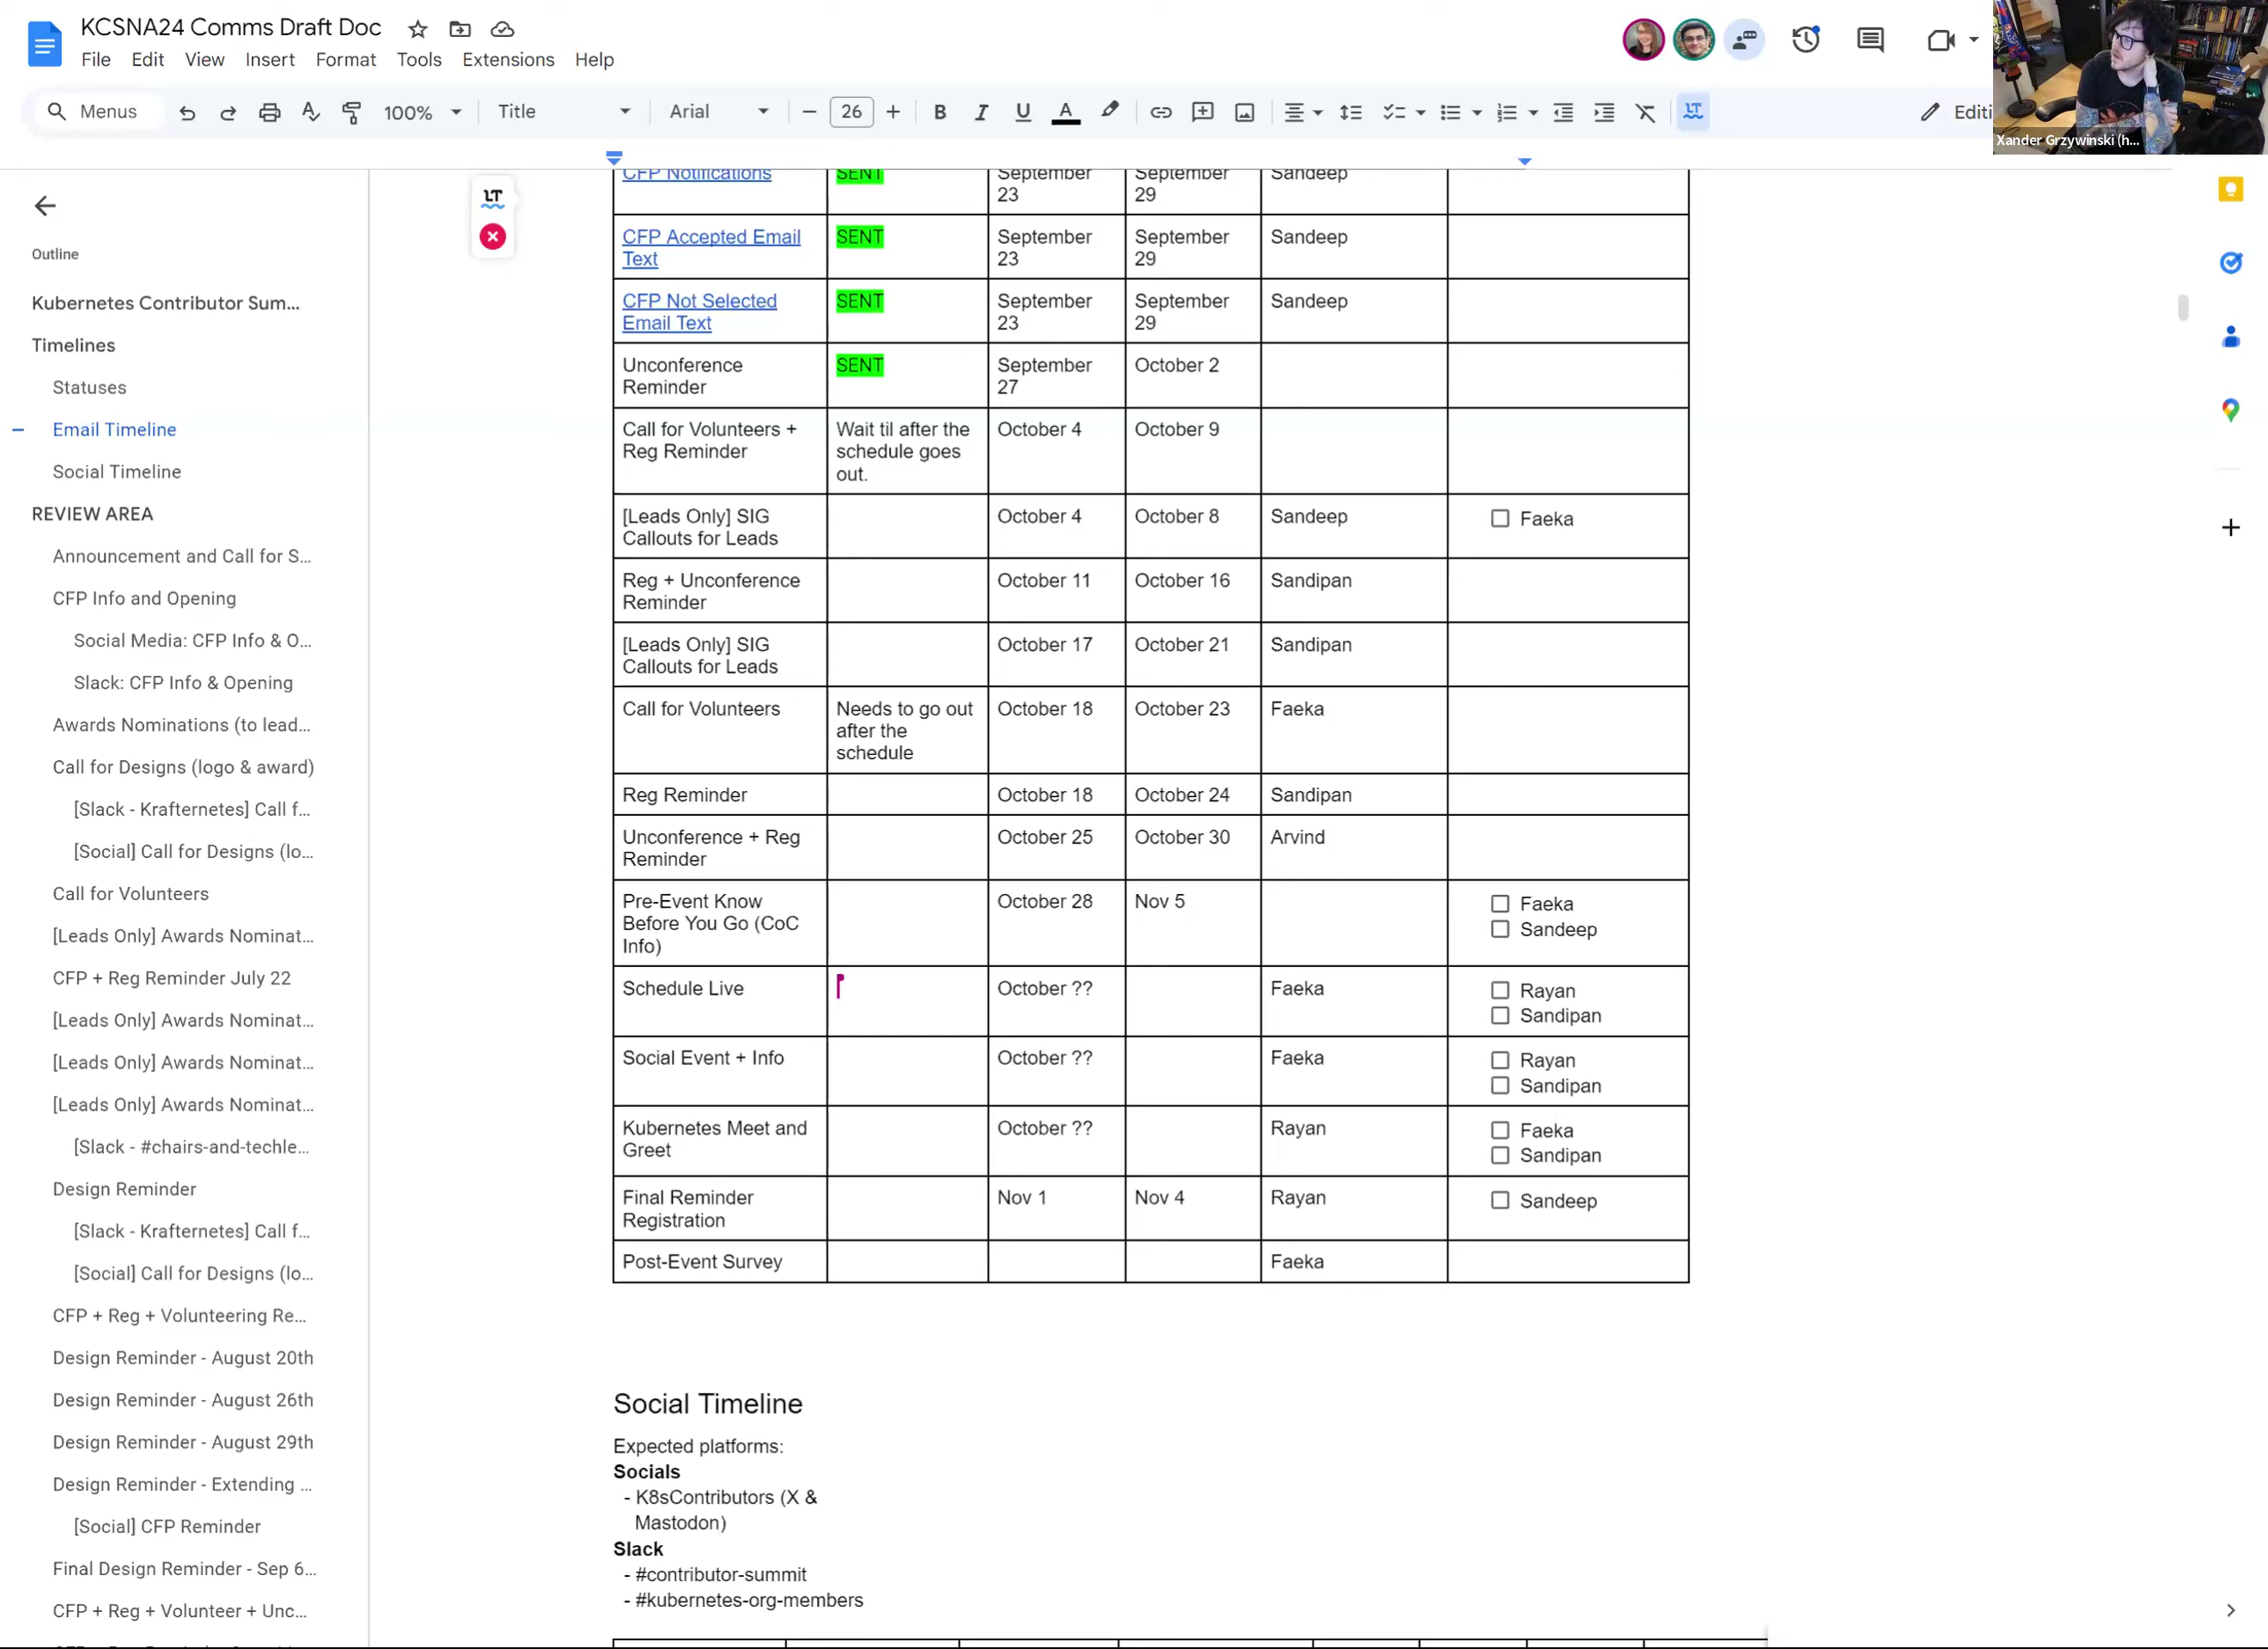 KCSNA24 Comms Draft Doc
File Edit View Insert Format Tools Extensions Help
Menus 100% Title Arial 26 Editi
Xander Grzywinski (h...
Outline
Kubernetes Contributor Sum...
Timelines
Statuses
Email Timeline
Social Timeline
REVIEW AREA
Announcement and Call for S...
CFP Info and Opening
Social Media: CFP Info & O...
Slack: CFP Info & Opening
Awards Nominations (to lead...
Call for Designs (logo & award)
[Slack - Krafternetes] Call f...
[Social] Call for Designs (lo...
Call for Volunteers
[Leads Only] Awards Nominat...
CFP + Reg Reminder July 22
[Leads Only] Awards Nominat...
[Leads Only] Awards Nominat...
[Leads Only] Awards Nominat...
[Slack - #chairs-and-techle...
Design Reminder
[Slack - Krafternetes] Call f...
[Social] Call for Designs (lo...
CFP + Reg + Volunteering Re...
Design Reminder - August 20th
Design Reminder - August 26th
Design Reminder - August 29th
Design Reminder - Extending ...
[Social] CFP Reminder
Final Design Reminder - Sep 6...
CFP + Reg + Volunteer + Unc...
LT
CFP Notifications SENT September Sandeep
23 September
29
CFP Accepted Email SENT September September Sandeep
Text 23 29
CFP Not Selected SENT September September Sandeep
Email Text 23 29
Unconference SENT September October 2
Reminder 27
Call for Volunteers + Wait til after the October 4 October 9
Reg Reminder schedule goes
out.
[Leads Only] SIG October 4 October 8 Sandeep Faeka
Callouts for Leads
Reg + Unconference October 11 October 16 Sandipan
Reminder
[Leads Only] SIG October 17 October 21 Sandipan
Callouts for Leads
Call for Volunteers Needs to go out October 18 October 23 Faeka
after the
schedule
Reg Reminder October 18 October 24 Sandipan
Unconference + Reg October 25 October 30 Arvind
Reminder
Pre-Event Know October 28 Nov 5 Faeka
Before You Go (CoC Sandeep
Info)
Schedule Live October ?? Faeka Rayan
Sandipan
Social Event + Info October ?? Faeka Rayan
Sandipan
Kubernetes Meet and October ?? Rayan Faeka
Greet Sandipan
Final Reminder Nov 1 Nov 4 Rayan Sandeep
Registration
Post-Event Survey Faeka
Social Timeline
Expected platforms:
Socials
- K8sContributors (X &
Mastodon)
Slack
- #contributor-summit
- #kubernetes-org-members